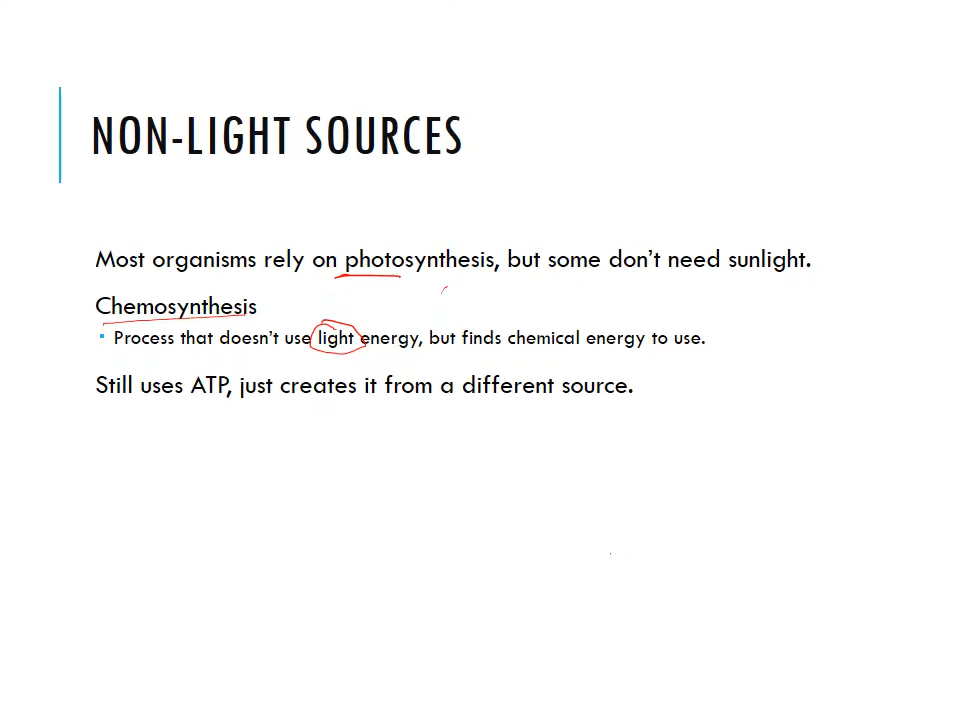 NON-LIGHT SOURCES
Most organisms rely on photosynthesis, but some don't need sunlight.
Chemosynthesis
▪ Process that doesn't use light energy, but finds chemical energy to use.
Still uses ATP, just creates it from a different source.